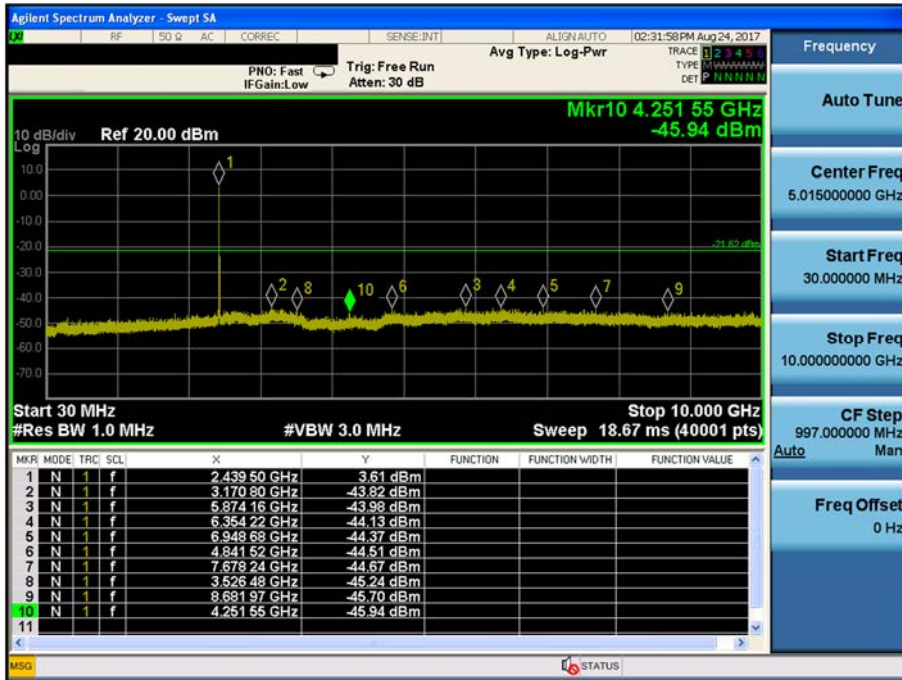 Agilent Spectrum Analyzer - Swept SA
LXI RF 50 Ω AC CORREC SENSE:INT ALIGN AUTO 02:31:58 PM Aug 24, 2017
Frequency
PNO: Fast Trig: Free Run Avg Type: Log-Pwr TRACE 1 2 3 4 5 6
IFGain:Low Atten: 30 dB TYPE M W W W W W
DET P N N N N N
Auto Tune
Mkr10 4.251 55 GHz
-45.94 dBm
10 dB/div Ref 20.00 dBm
Log
10.0
0.00
-10.0
-20.0
-30.0
-40.0
-50.0
-60.0
-70.0
-21.62 dBm
1
2
8
10
6
3
4
5
7
9
Center Freq
5.015000000 GHz
Start Freq
30.000000 MHz
Stop Freq
10.000000000 GHz
Start 30 MHz Stop 10.000 GHz
#Res BW 1.0 MHz #VBW 3.0 MHz Sweep 18.67 ms (40001 pts)
CF Step
997.000000 MHz
Auto Man
MKR MODE TRC SCL X Y FUNCTION FUNCTION WIDTH FUNCTION VALUE
1 N 1 f 2.439 50 GHz 3.61 dBm
2 N 1 f 3.170 80 GHz -43.82 dBm
3 N 1 f 5.874 16 GHz -43.98 dBm
4 N 1 f 6.354 22 GHz -44.13 dBm
5 N 1 f 6.948 68 GHz -44.37 dBm
6 N 1 f 4.841 52 GHz -44.51 dBm
7 N 1 f 7.678 24 GHz -44.67 dBm
8 N 1 f 3.526 48 GHz -45.24 dBm
9 N 1 f 8.681 97 GHz -45.70 dBm
10 N 1 f 4.251 55 GHz -45.94 dBm
11
Freq Offset
0 Hz
MSG STATUS